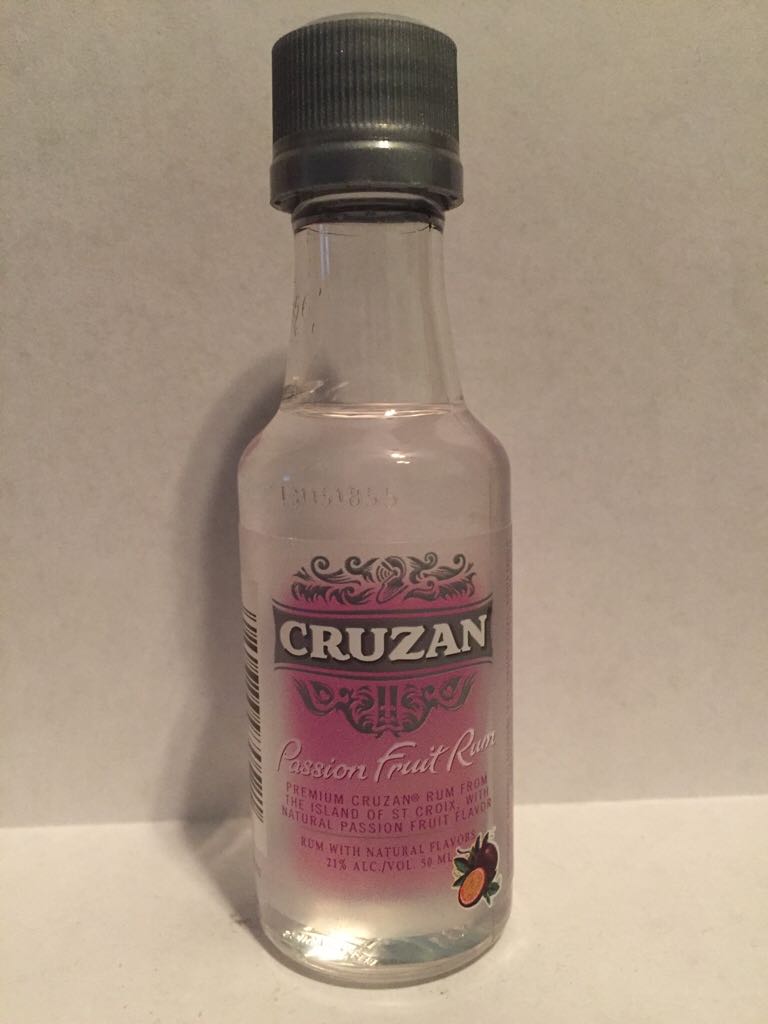 CRUZAN
Passion Fruit Rum
PREMIUM CRUZAN® RUM FROM
THE ISLAND OF ST CROIX, WITH
NATURAL PASSION FRUIT FLAVOR
RUM WITH NATURAL FLAVORS
21% ALC./VOL. 50 ML